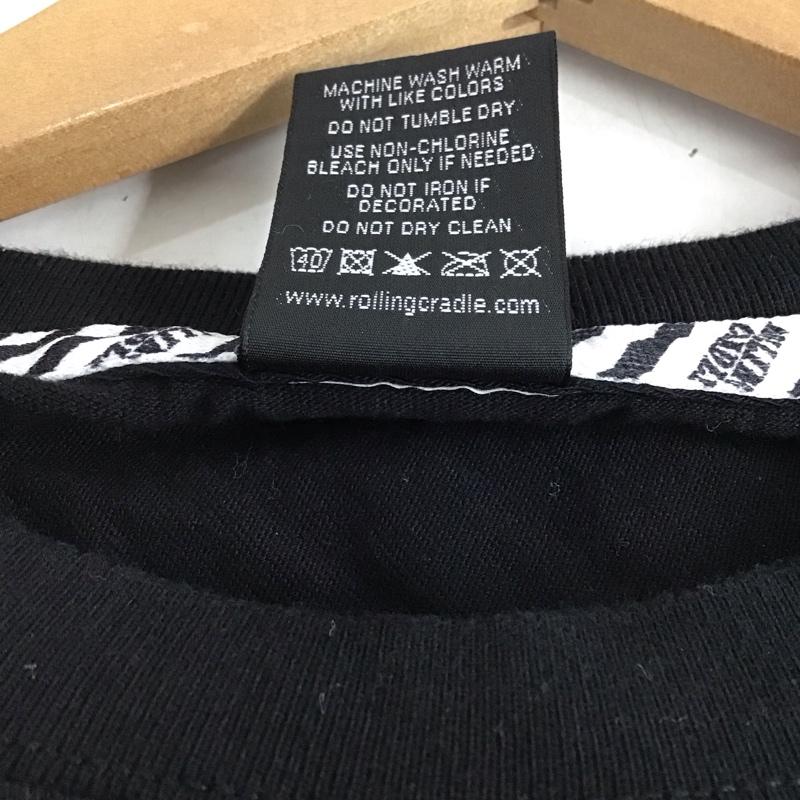 MACHINE WASH WARM
WITH LIKE COLORS
DO NOT TUMBLE DRY
USE NON-CHLORINE
BLEACH ONLY IF NEEDED
DO NOT IRON IF
DECORATED
DO NOT DRY CLEAN
40
www.rollingcradle.com